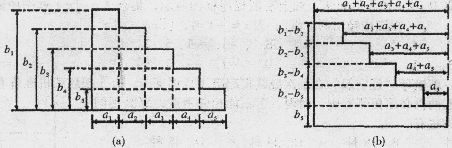 b₁
b₂
b₃
b₄
b₅
a₁ a₂ a₃ a₄ a₅
(a)
a₁+a₂+a₃+a₄+a₅
b₁-b₂
a₂+a₃+a₄+a₅
b₂-b₃
a₃+a₄+a₅
b₃-b₄
a₄+a₅
b₄-b₅
a₅
b₅
(b)